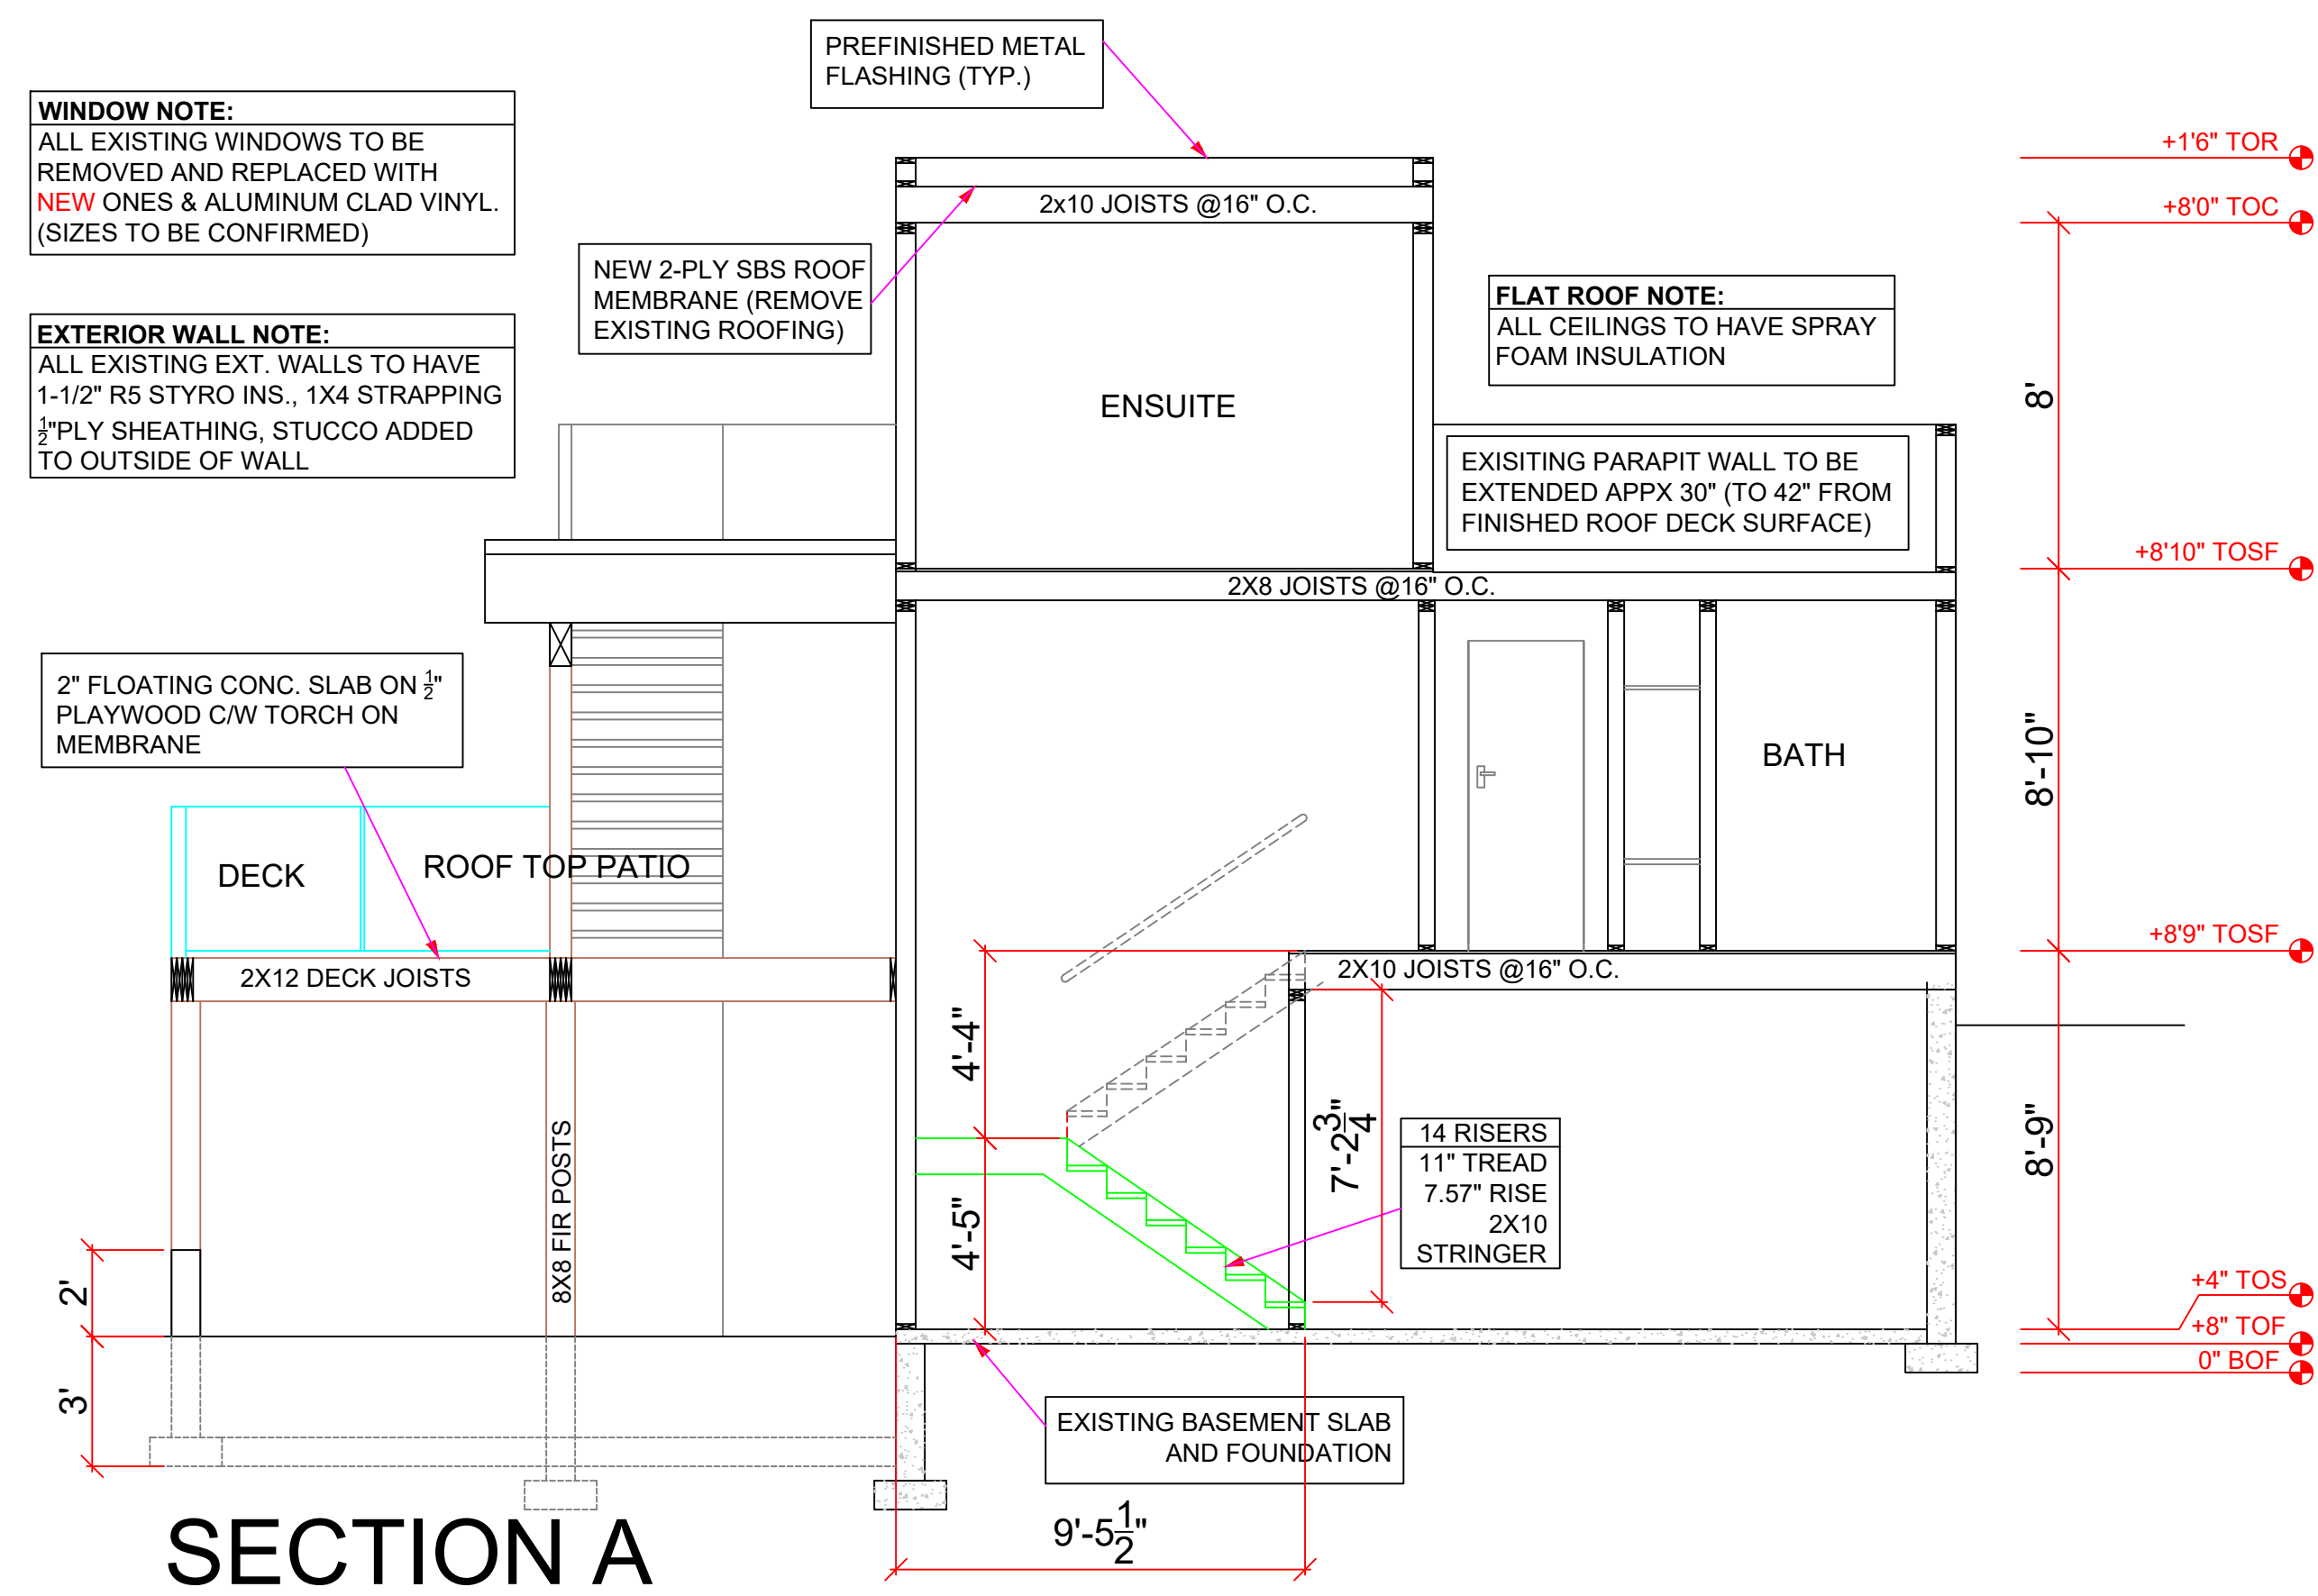 PREFINISHED METAL
FLASHING (TYP.)
WINDOW NOTE:
ALL EXISTING WINDOWS TO BE
REMOVED AND REPLACED WITH
NEW ONES & ALUMINUM CLAD VINYL.
(SIZES TO BE CONFIRMED)
+1'6" TOR
2x10 JOISTS @16" O.C.
+8'0" TOC
NEW 2-PLY SBS ROOF
MEMBRANE (REMOVE
EXISTING ROOFING)
FLAT ROOF NOTE:
ALL CEILINGS TO HAVE SPRAY
FOAM INSULATION
EXTERIOR WALL NOTE:
ALL EXISTING EXT. WALLS TO HAVE
1-1/2" R5 STYRO INS., 1X4 STRAPPING
½"PLY SHEATHING, STUCCO ADDED
TO OUTSIDE OF WALL
ENSUITE
8'
EXISITING PARAPIT WALL TO BE
EXTENDED APPX 30" (TO 42" FROM
FINISHED ROOF DECK SURFACE)
+8'10" TOSF
2X8 JOISTS @16" O.C.
2" FLOATING CONC. SLAB ON ½"
PLAYWOOD C/W TORCH ON
MEMBRANE
BATH
8'-10"
DECK
ROOF TOP PATIO
+8'9" TOSF
2X12 DECK JOISTS
2X10 JOISTS @16" O.C.
4'-4"
7'-2¾"
14 RISERS
11" TREAD
7.57" RISE
2X10
STRINGER
8'-9"
4'-5"
8X8 FIR POSTS
2'
+4" TOS
+8" TOF
0" BOF
3'
EXISTING BASEMENT SLAB
AND FOUNDATION
9'-5½"
SECTION A